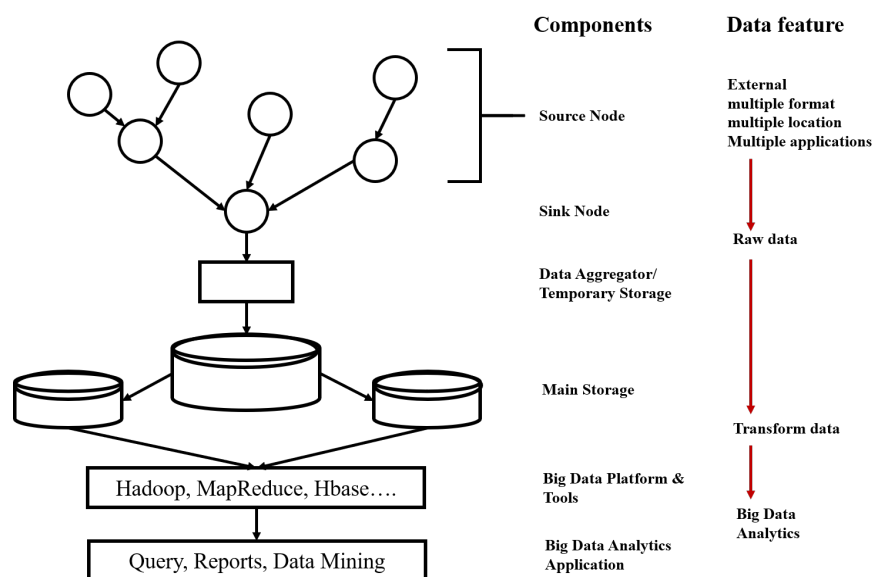 Components
Data feature
External
multiple format
multiple location
Multiple applications
Source Node
Sink Node
Raw data
Data Aggregator/
Temporary Storage
Main Storage
Transform data
Hadoop, MapReduce, Hbase….
Big Data Platform &
Tools
Big Data
Analytics
Query, Reports, Data Mining
Big Data Analytics
Application